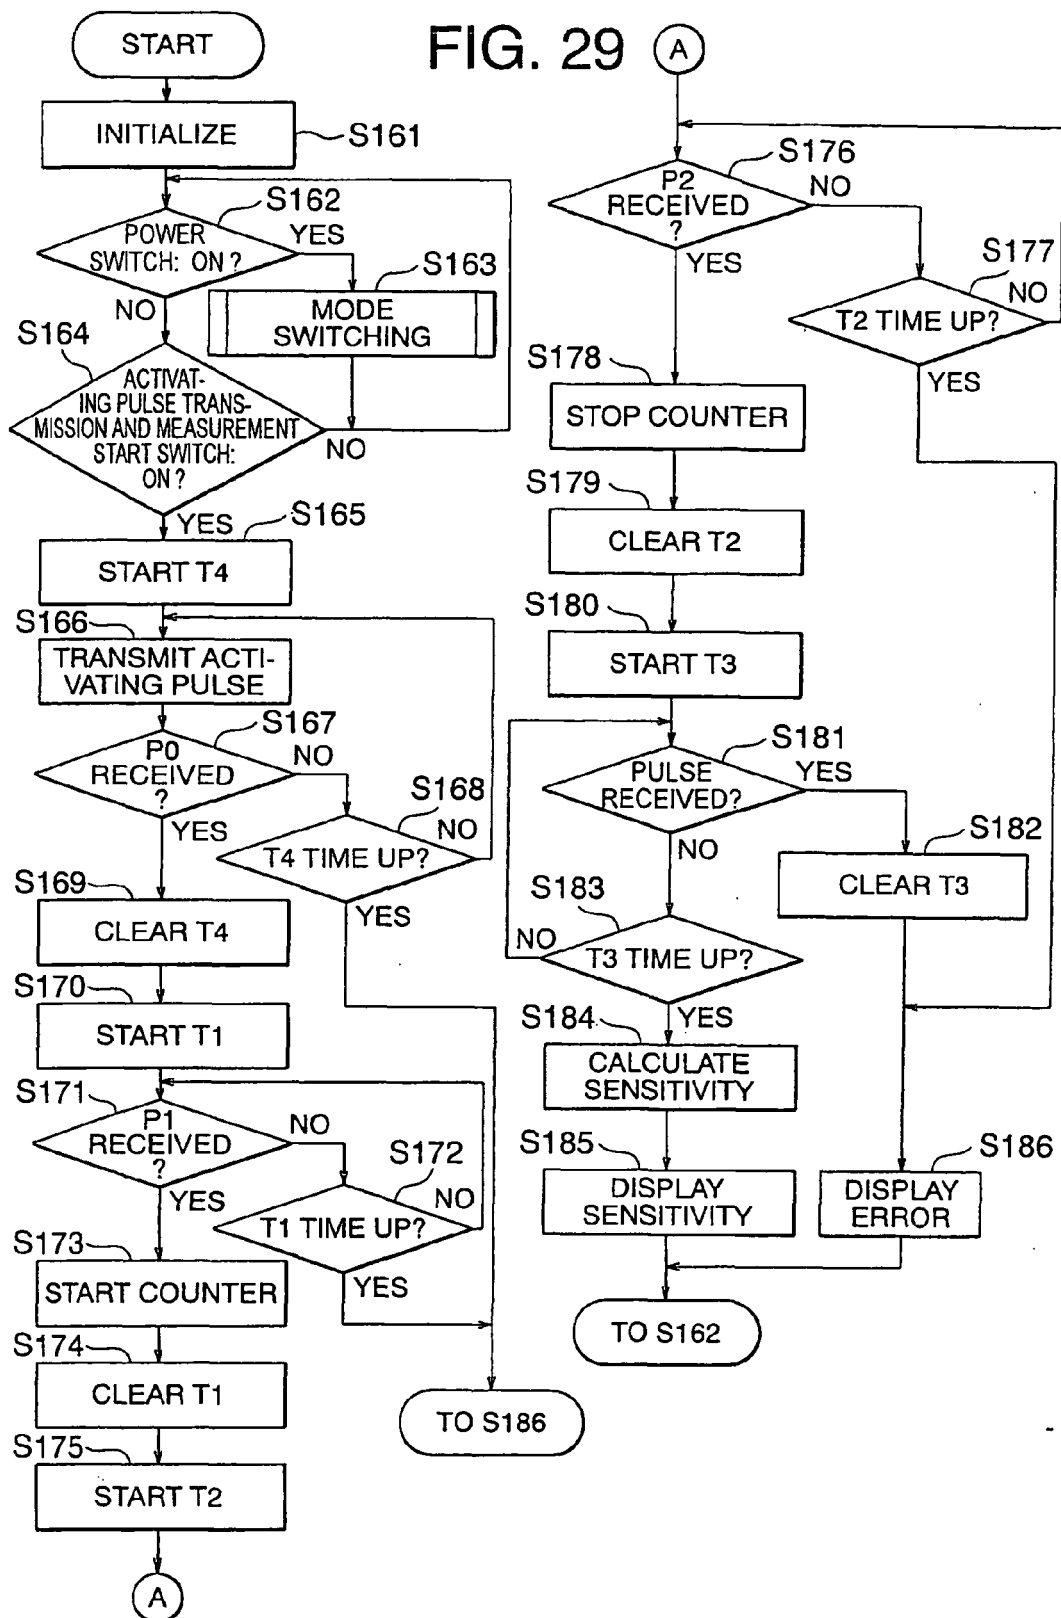 FIG. 29
START
INITIALIZE
S161
S162
POWER
SWITCH: ON ?
YES
NO
S163
MODE
SWITCHING
S164
ACTIVAT-
ING PULSE TRANS-
MISSION AND MEASUREMENT
START SWITCH:
ON ?
NO
YES
S165
START T4
S166
TRANSMIT ACTI-
VATING PULSE
S167
P0
RECEIVED
?
NO
YES
S168
T4 TIME UP?
NO
YES
S169
CLEAR T4
S170
START T1
S171
P1
RECEIVED
?
NO
YES
S172
T1 TIME UP?
NO
YES
S173
START COUNTER
S174
CLEAR T1
S175
START T2
A
TO S186
A
S176
P2
RECEIVED
?
NO
YES
S177
T2 TIME UP?
NO
YES
S178
STOP COUNTER
S179
CLEAR T2
S180
START T3
S181
PULSE
RECEIVED?
YES
NO
S182
CLEAR T3
S183
T3 TIME UP?
NO
YES
S184
CALCULATE
SENSITIVITY
S185
DISPLAY
SENSITIVITY
S186
DISPLAY
ERROR
TO S162